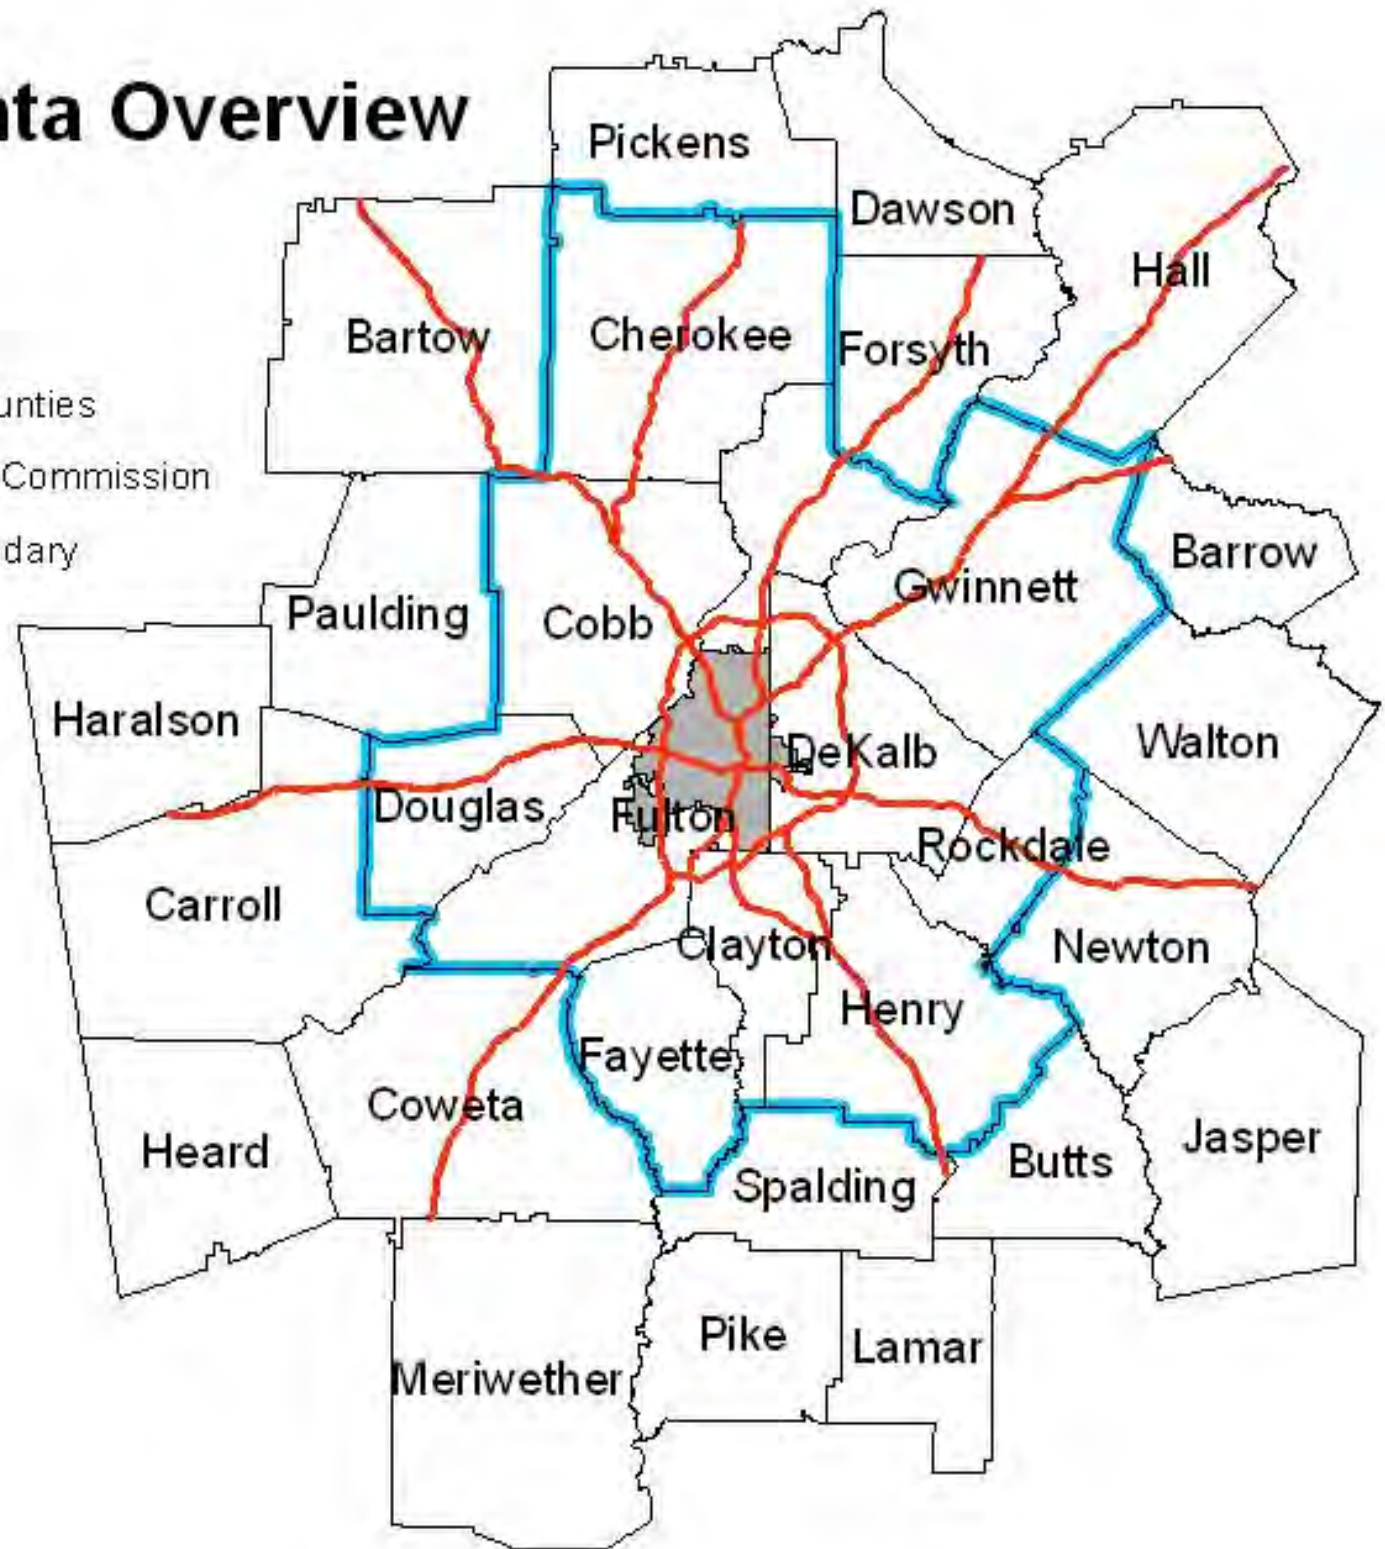 nta Overview
unties
Commission
dary
Pickens
Dawson
Hall
Bartow
Cherokee
Forsyth
Barrow
Gwinnett
Paulding
Cobb
Haralson
Walton
DeKalb
Douglas
Fulton
Rockdale
Carroll
Clayton
Newton
Henry
Fayette
Coweta
Heard
Jasper
Butts
Spalding
Pike
Lamar
Meriwether